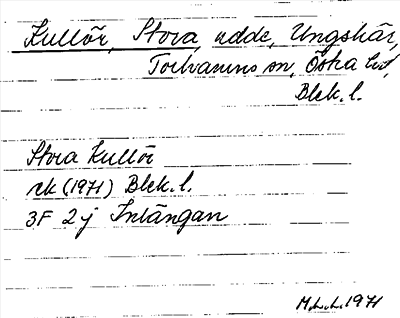 Kullör, Stora, udde, Ungskär,
Torhamns sn, Östra hd,
Blek. l.
Stora Kullör
rk (1971) Blek. l.
3F 2j Inlängan
1971